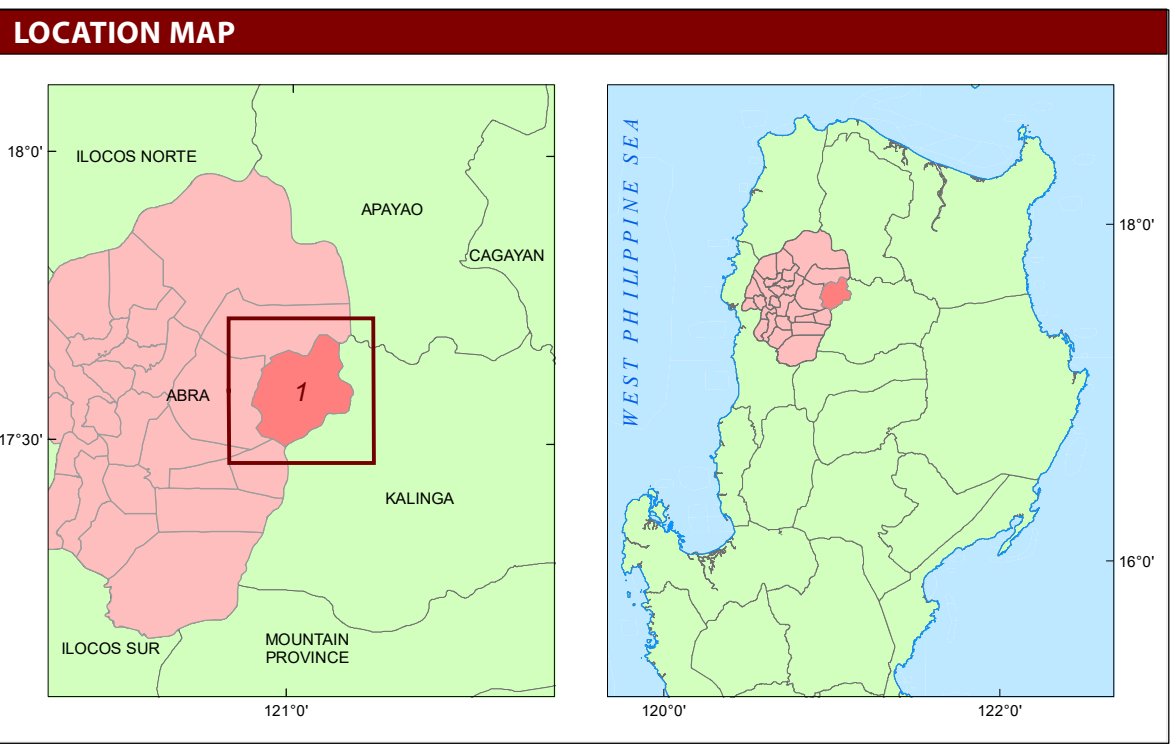 LOCATION MAP
18°0'
ILOCOS NORTE
APAYAO
CAGAYAN
ABRA
1
17°30'
KALINGA
ILOCOS SUR
MOUNTAIN
PROVINCE
121°0'
WEST PHILIPPINE SEA
18°0'
16°0'
120°0'
122°0'